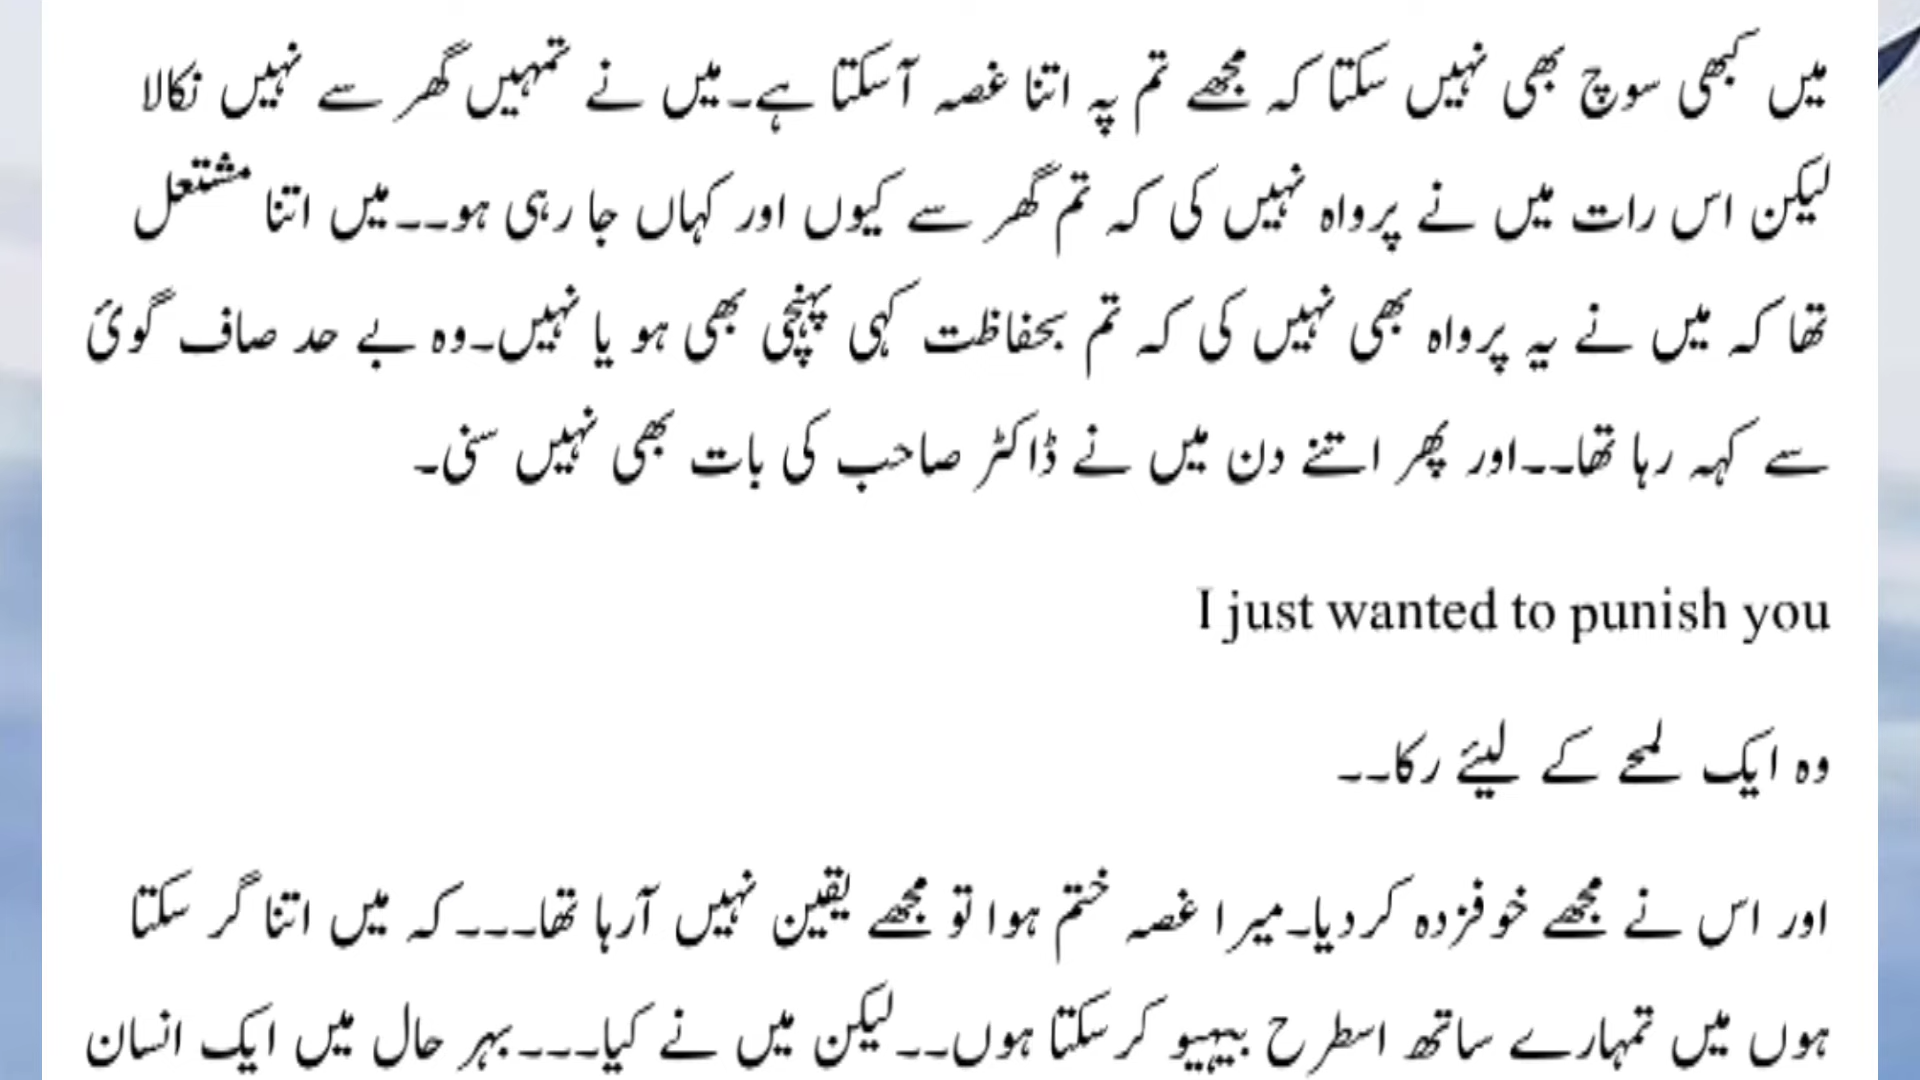 میں کبھی سوچ بھی نہیں سکتا کہ مجھے تم پہ اتنا غصہ آسکتا ہے۔میں نے تمہیں گھر سے نہیں نکالا
لیکن اس رات میں نے پرواہ نہیں کی کہ تم گھر سے کیوں اور کہاں جا رہی ہو۔۔میں اتنا مشتعل
تھا کہ میں نے یہ پرواہ بھی نہیں کی کہ تم بحفاظت کہی پہنچی بھی ہو یا نہیں۔وہ بے حد صاف گوئ
سے کہہ رہا تھا۔۔اور پھر اتنے دن میں نے ڈاکٹر صاحب کی بات بھی نہیں سنی۔
I just wanted to punish you
وہ ایک لمحے کے لیئے رکا۔۔
اور اس نے مجھے خوفزدہ کردیا۔میرا غصہ ختم ہوا تو مجھے یقین نہیں آرہا تھا۔۔۔کہ میں اتنا گر سکتا
ہوں میں تمہارے ساتھ اسطرح بیہیو کرسکتا ہوں۔۔لیکن میں نے کیا۔۔۔بہر حال میں ایک انسان